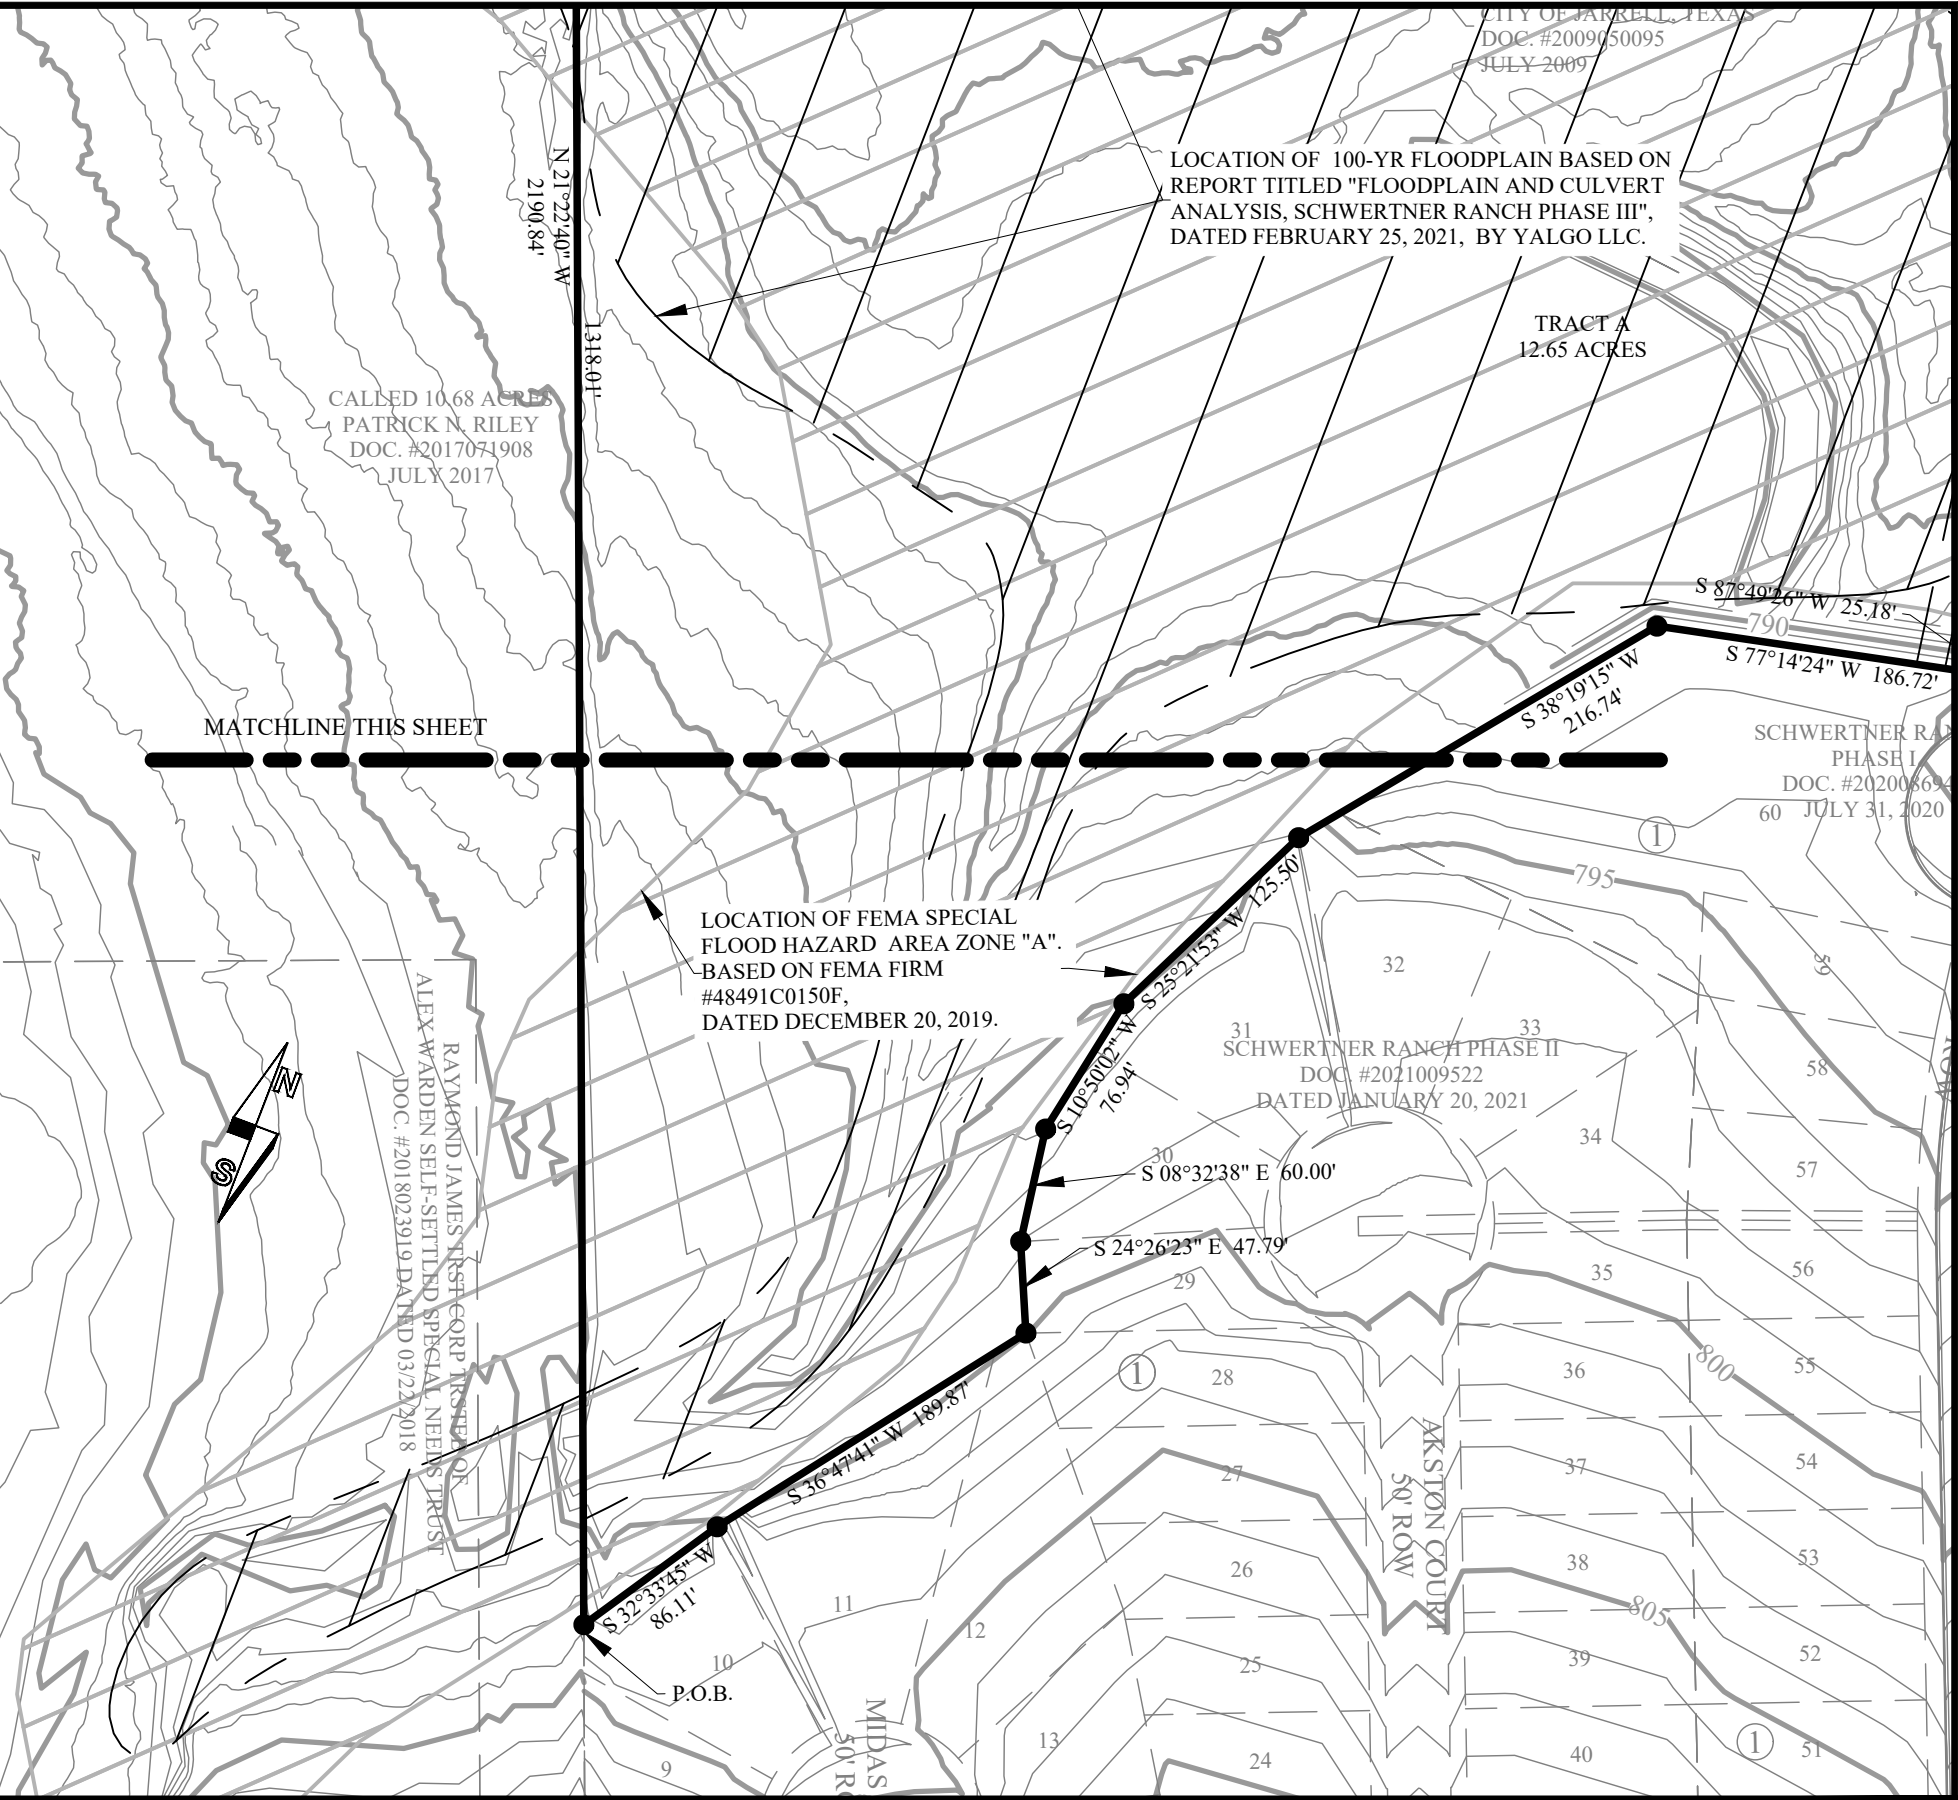 CITY OF JARRELL, TEXAS
DOC. #2009050095
JULY 2009
LOCATION OF 100-YR FLOODPLAIN BASED ON
REPORT TITLED "FLOODPLAIN AND CULVERT
ANALYSIS, SCHWERTNER RANCH PHASE III",
DATED FEBRUARY 25, 2021, BY YALGO LLC.
N 21°22'40" W
2190.84'
1318.01'
TRACT A
12.65 ACRES
CALLED 10.68 ACRES
PATRICK N. RILEY
DOC. #2017071908
JULY 2017
S 87°49'26" W 25.18'
790
S 77°14'24" W 186.72'
S 38°19'15" W
216.74'
MATCHLINE THIS SHEET
SCHWERTNER
PHASE I
DOC. #20200869
JULY 31, 2020
60
1
795
S 25°21'53" W 125.50'
LOCATION OF FEMA SPECIAL
FLOOD HAZARD AREA ZONE "A".
BASED ON FEMA FIRM
#48491C0150F,
DATED DECEMBER 20, 2019.
32
59
31
33
SCHWERTNER RANCH PHASE II
DOC. #2021009522
DATED JANUARY 20, 2021
58
ROW
N
S
RAYMOND JAMES TRST CORP TRSTEE OF
ALEX WARDEN SELF-SETTLED SPECIAL NEEDS TRUST
DOC. #2018023919 DATED 03/22/2018
S 10°50'02" W
76.94'
34
30
57
S 08°32'38" E 60.00'
S 24°26'23" E 47.79'
29
35
56
1
28
36
800
55
S 36°47'41" W 189.87'
27
AKSTON COURT
50' ROW
37
54
26
38
53
S 32°33'45" W
86.11'
11
12
805
10
25
39
52
P.O.B.
MIDAS
50'
13
24
40
1
51
9